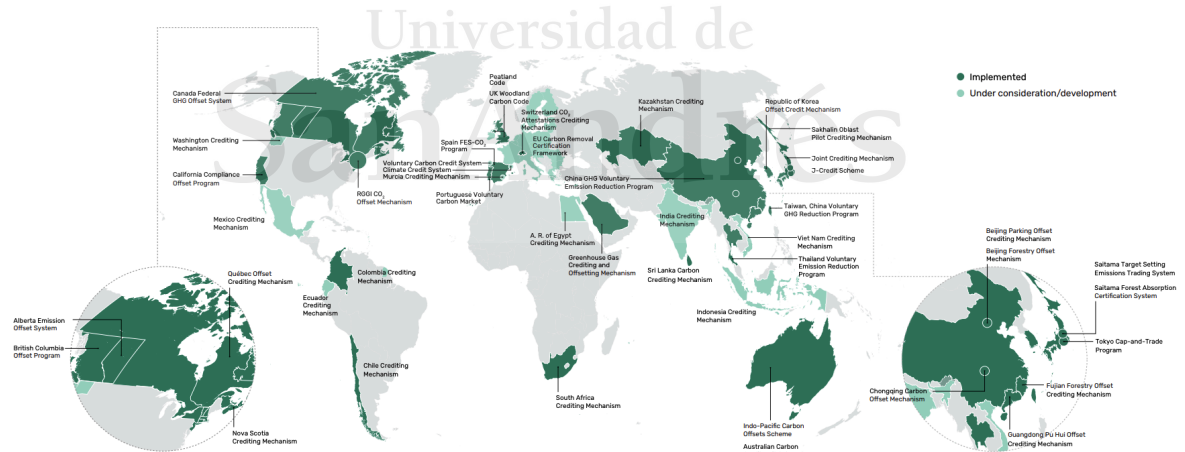 Universidad de
SanAndrés
Implemented
Under consideration/development
Canada Federal
GHG Offset System
Washington Crediting
Mechanism
California Compliance
Offset Program
RGGI CO₂
Offset Mechanism
Mexico Crediting
Mechanism
Peatland
Code
UK Woodland
Carbon Code
Switzerland CO₂
Attestations Crediting
Mechanism
EU Carbon Removal
Certification
Framework
Spain FES-CO₂
Program
Voluntary Carbon Credit System
Climate Credit System
Murcia Crediting Mechanism
Portuguese Voluntary
Carbon Market
Kazakhstan Crediting
Mechanism
Republic of Korea
Offset Credit Mechanism
Sakhalin Oblast
Pilot Crediting Mechanism
Joint Crediting Mechanism
J-Credit Scheme
China GHG Voluntary
Emission Reduction Program
Taiwan, China Voluntary
GHG Reduction Program
India Crediting
Mechanism
A. R. of Egypt
Crediting Mechanism
Greenhouse Gas
Crediting and
Offsetting Mechanism
Sri Lanka Carbon
Crediting Mechanism
Viet Nam Crediting
Mechanism
Thailand Voluntary
Emission Reduction
Program
Indonesia Crediting
Mechanism
Colombia Crediting
Mechanism
Ecuador
Crediting
Mechanism
Chile Crediting
Mechanism
South Africa
Crediting Mechanism
Indo-Pacific Carbon
Offsets Scheme
Australian Carbon
Québec Offset
Crediting Mechanism
Alberta Emission
Offset System
British Columbia
Offset Program
Nova Scotia
Crediting Mechanism
Beijing Parking Offset
Crediting Mechanism
Beijing Forestry Offset
Mechanism
Saitama Target Setting
Emissions Trading System
Saitama Forest Absorption
Certification System
Tokyo Cap-and-Trade
Program
Chongqing Carbon
Offset Mechanism
Fujian Forestry Offset
Crediting Mechanism
Guangdong Pu Hui Offset
Crediting Mechanism